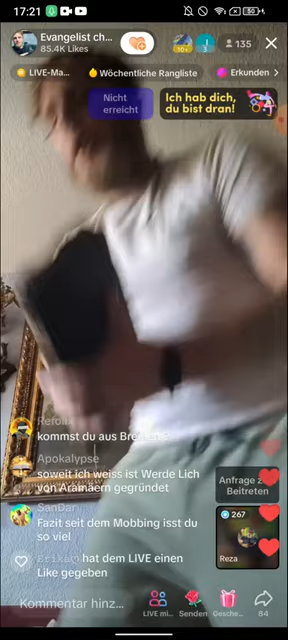 17:21
84
Evangelist ch...
85.4K Likes
10+
135
LIVE-Ma...
Wöchentliche Rangliste
Erkunden
Nicht
erreicht
Ich hab dich,
du bist dran!
kommst du aus
Apokalypse
soweit ich weiss ist Werde Lich
von Aramäern gegründet
SanDar
Fazit seit dem Mobbing isst du
so viel
hat dem LIVE einen
Like gegeben
Anfrage
Beitreten
267
Reza
Kommentar hinz...
LIVE mi...
Senden
Gesche...
84